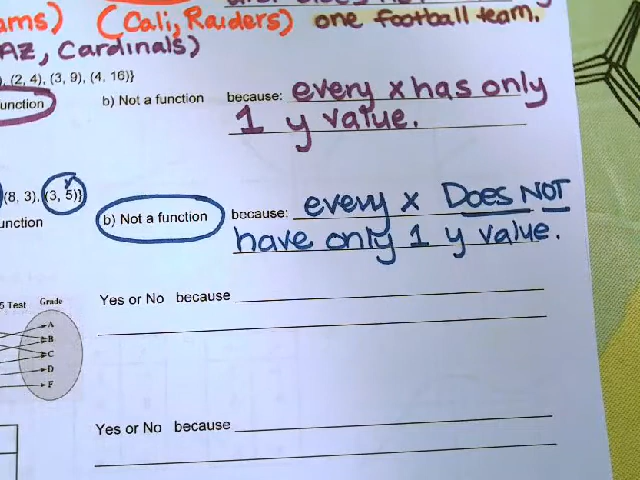 ams) (Cali, Raiders) one football team.
AZ, Cardinals)
, (2, 4), (3, 9), (4, 16)}
unction b) Not a function because: every x has only
1 y value.
(8, 3), (3, 5)}
unction b) Not a function because: every x DOES NOT
have only 1 y value.
5 Test Grade
Yes or No because
A
B
C
D
F
Yes or No because